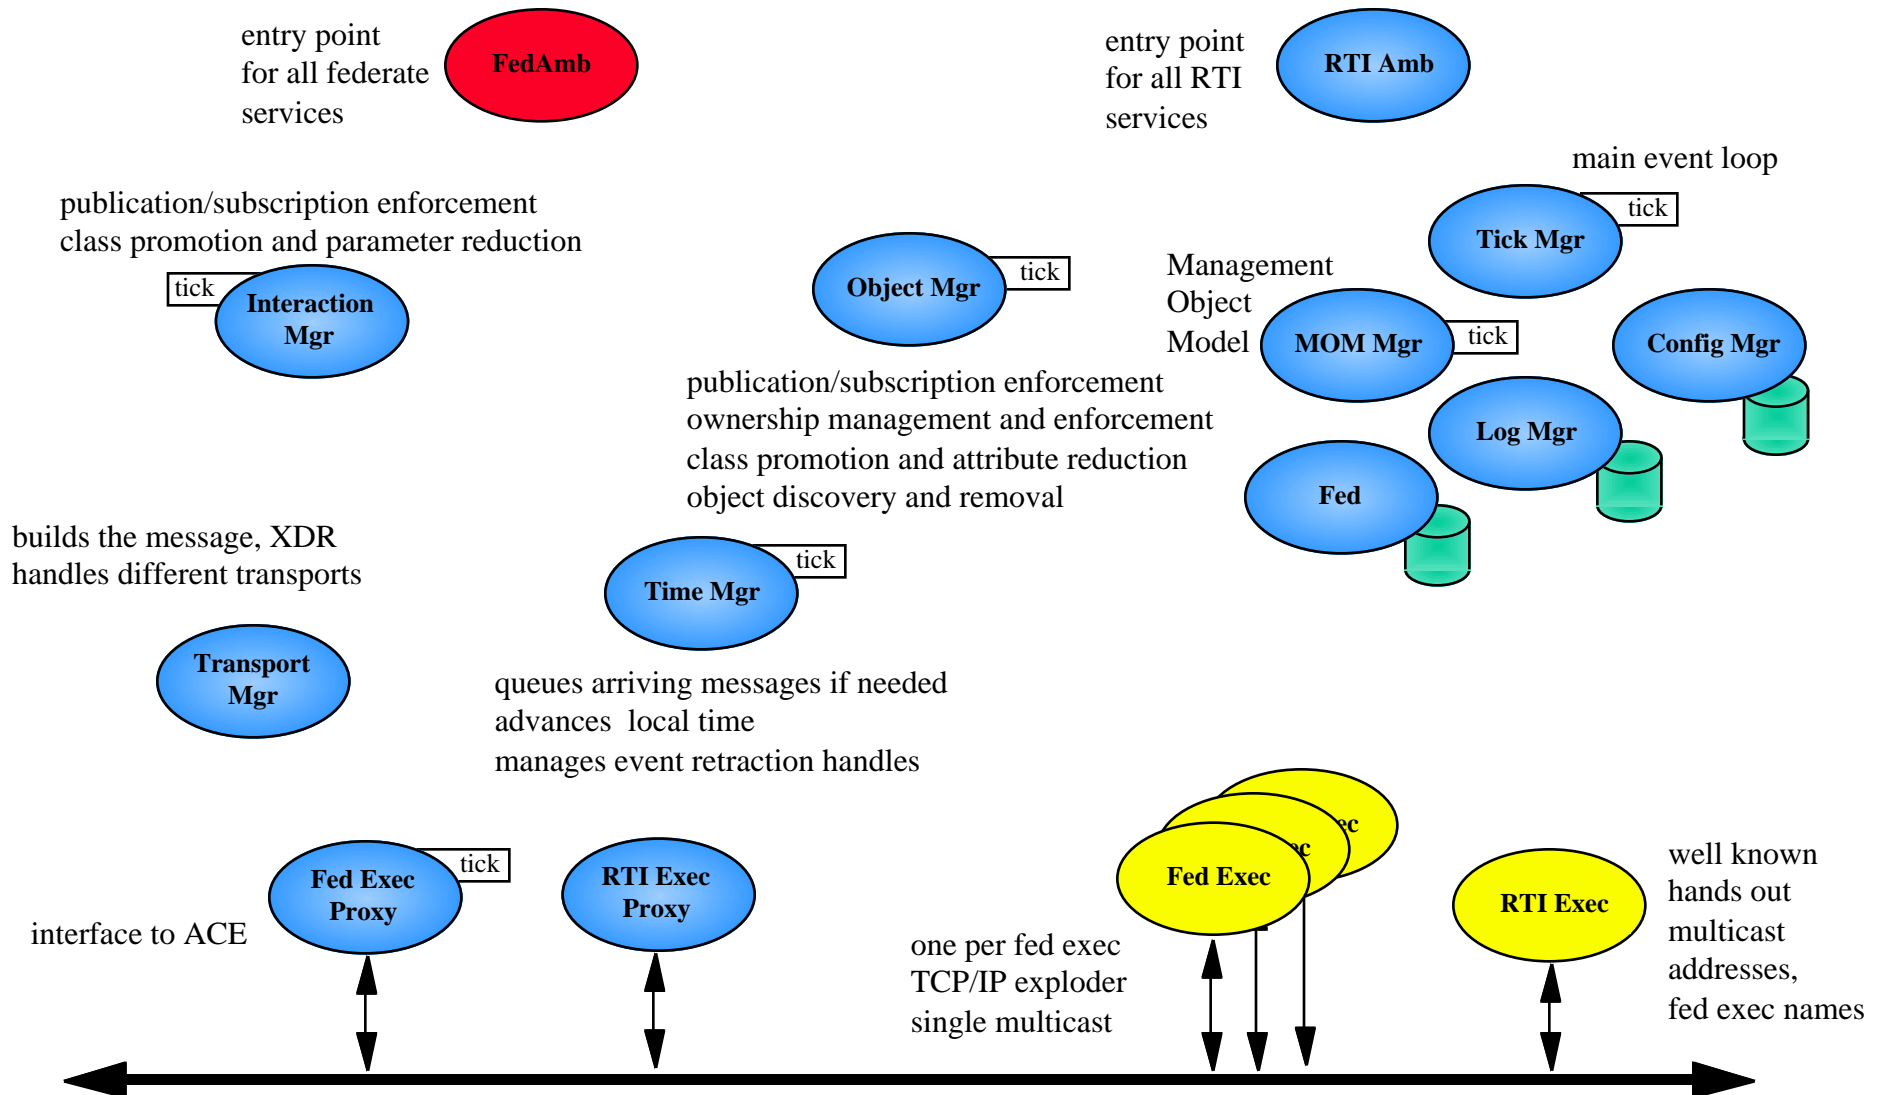 entry point
for all federate
services
FedAmb
entry point
for all RTI
services
RTI Amb
main event loop
tick
Tick Mgr
publication/subscription enforcement
class promotion and parameter reduction
tick
Interaction
Mgr
tick
Object Mgr
Management
Object
Model
tick
MOM Mgr
Config Mgr
publication/subscription enforcement
ownership management and enforcement
class promotion and attribute reduction
object discovery and removal
Log Mgr
Fed
builds the message, XDR
handles different transports
tick
Time Mgr
Transport
Mgr
queues arriving messages if needed
advances  local time
manages event retraction handles
tick
Fed Exec
Proxy
RTI Exec
Proxy
interface to ACE
ec
ec
Fed Exec
one per fed exec
TCP/IP exploder
single multicast
RTI Exec
well known
hands out
multicast
addresses,
fed exec names